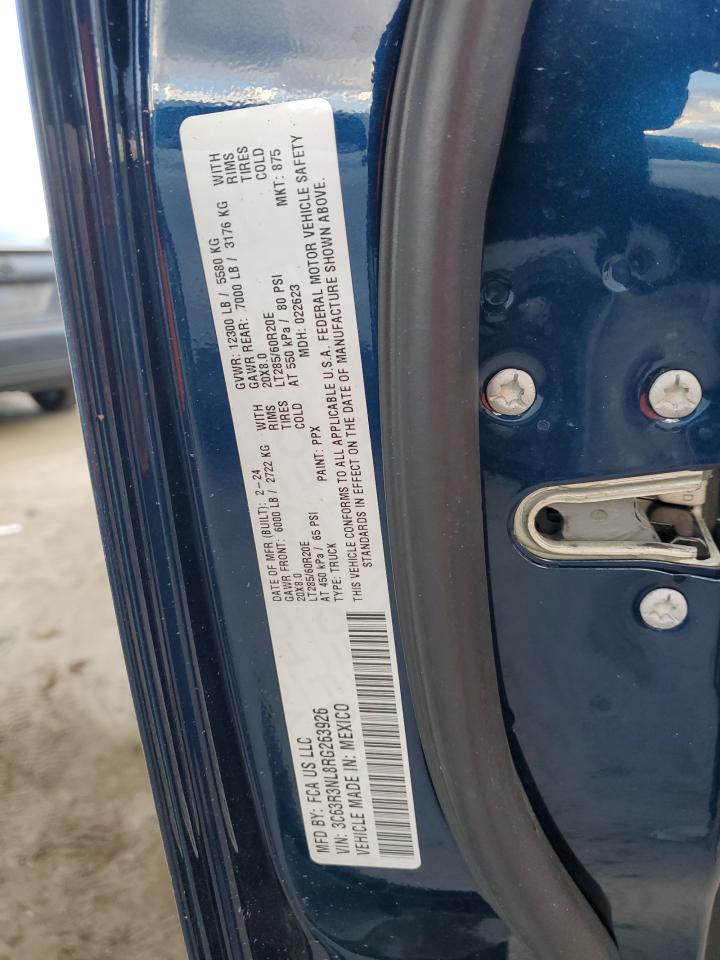 MFD BY: FCA US LLC
DATE OF MFR (BUILT): 2-24
GVWR: 12300 LB / 5580 KG
GAWR FRONT: 6000 LB / 2722 KG
WITH RIMS TIRES COLD
20X8.0
LT285/60R20E
AT 450 kPa / 65 PSI
GAWR REAR: 7000 LB / 3176 KG
WITH RIMS TIRES COLD
20X8.0
LT285/60R20E
AT 550 kPa / 80 PSI
VIN: 3C63R3NL8RG263926
TYPE: TRUCK
PAINT: PPX
MDH: 022623
MKT: 875
VEHICLE MADE IN: MEXICO
THIS VEHICLE CONFORMS TO ALL APPLICABLE U.S.A. FEDERAL MOTOR VEHICLE SAFETY
STANDARDS IN EFFECT ON THE DATE OF MANUFACTURE SHOWN ABOVE.